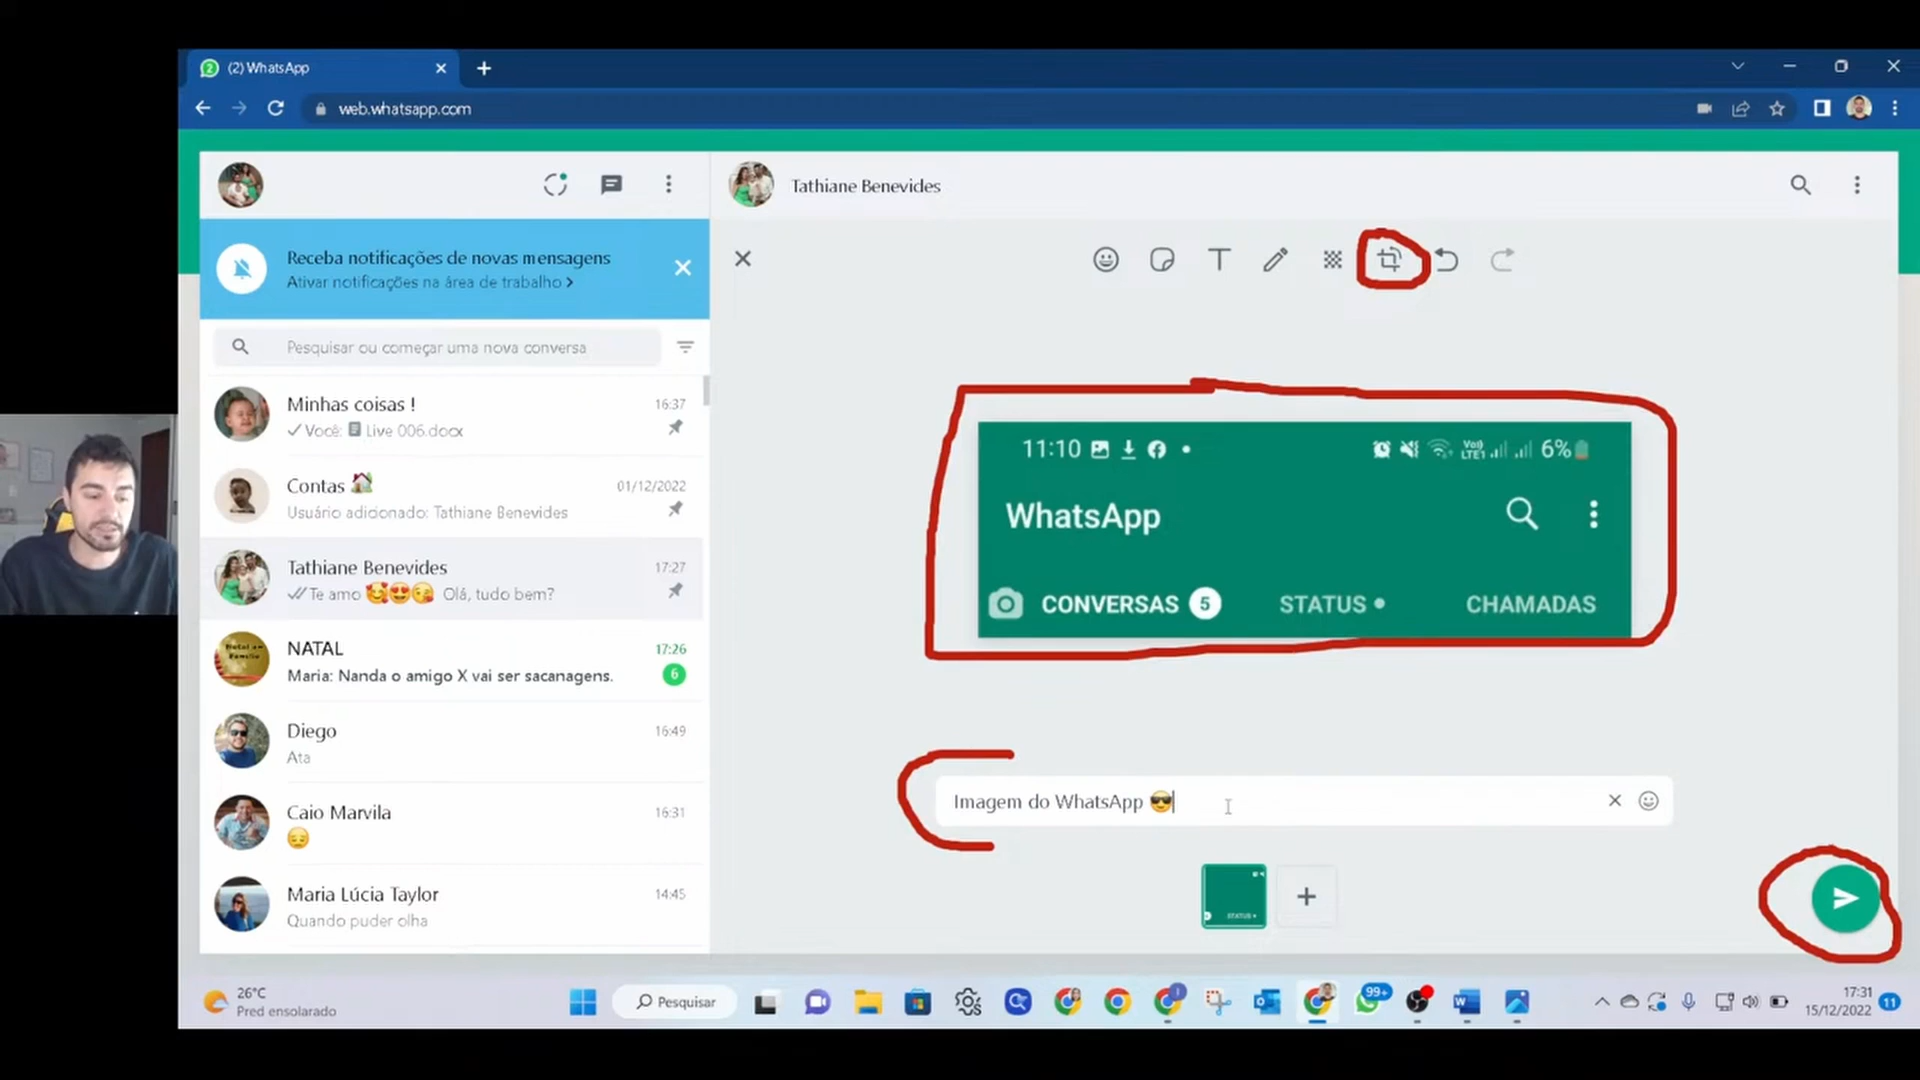 (2) WhatsApp
web.whatsapp.com
Tathiane Benevides
Receba notificações de novas mensagens
Ativar notificações na área de trabalho >
Pesquisar ou começar uma nova conversa
Minhas coisas !
16:37
Você: Live 006.docx
Contas 🏠
01/12/2022
Usuário adicionado: Tathiane Benevides
Tathiane Benevides
17:27
Te amo 🥰😍😘 Olá, tudo bem?
NATAL
17:26
Maria: Nanda o amigo X vai ser sacanagens.
6
Diego
16:49
Ata
Caio Marvila
16:31
😔
Maria Lúcia Taylor
14:45
Quando puder olha
11:10
Vo) LTE1
6%
WhatsApp
CONVERSAS 5
STATUS •
CHAMADAS
Imagem do WhatsApp 😎
STATUS •
26°C
Pred ensolarado
Pesquisar
99+
17:31
15/12/2022
11